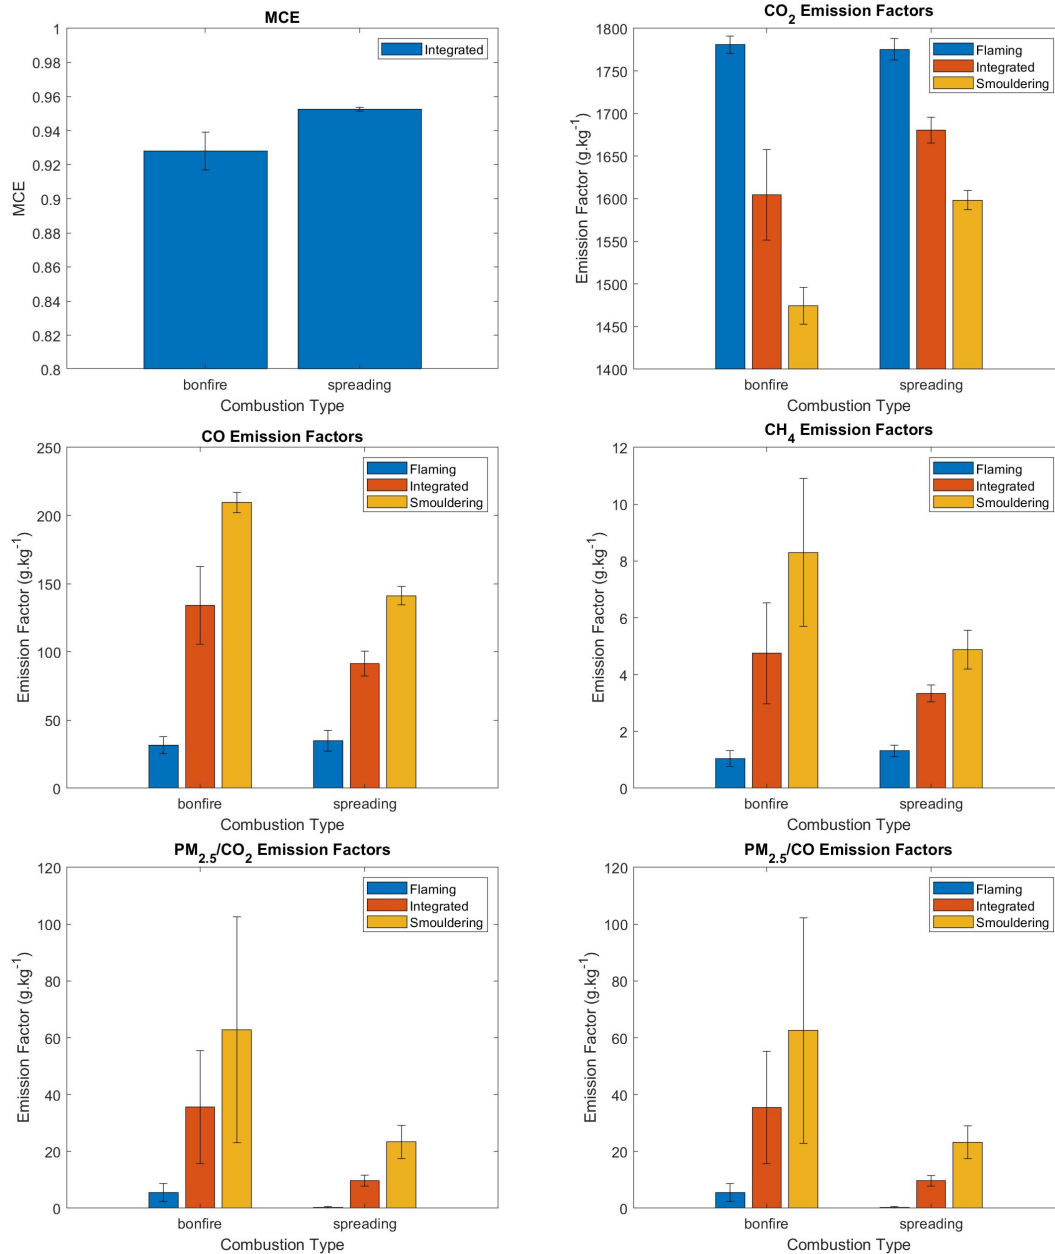 MCE
1
0.98
0.96
0.94
0.92
0.9
0.88
0.86
0.84
0.82
0.8
MCE
Integrated
bonfire
spreading
Combustion Type
CO2 Emission Factors
1800
1750
1700
1650
1600
1550
1500
1450
1400
Emission Factor (g.kg-1)
Flaming
Integrated
Smouldering
bonfire
spreading
Combustion Type
CO Emission Factors
250
200
150
100
50
0
Emission Factor (g.kg-1)
Flaming
Integrated
Smouldering
bonfire
spreading
Combustion Type
CH4 Emission Factors
12
10
8
6
4
2
0
Emission Factor (g.kg-1)
Flaming
Integrated
Smouldering
bonfire
spreading
Combustion Type
PM2.5/CO2 Emission Factors
120
100
80
60
40
20
0
Emission Factor (g.kg-1)
Flaming
Integrated
Smouldering
bonfire
spreading
Combustion Type
PM2.5/CO Emission Factors
120
100
80
60
40
20
0
Emission Factor (g.kg-1)
Flaming
Integrated
Smouldering
bonfire
spreading
Combustion Type